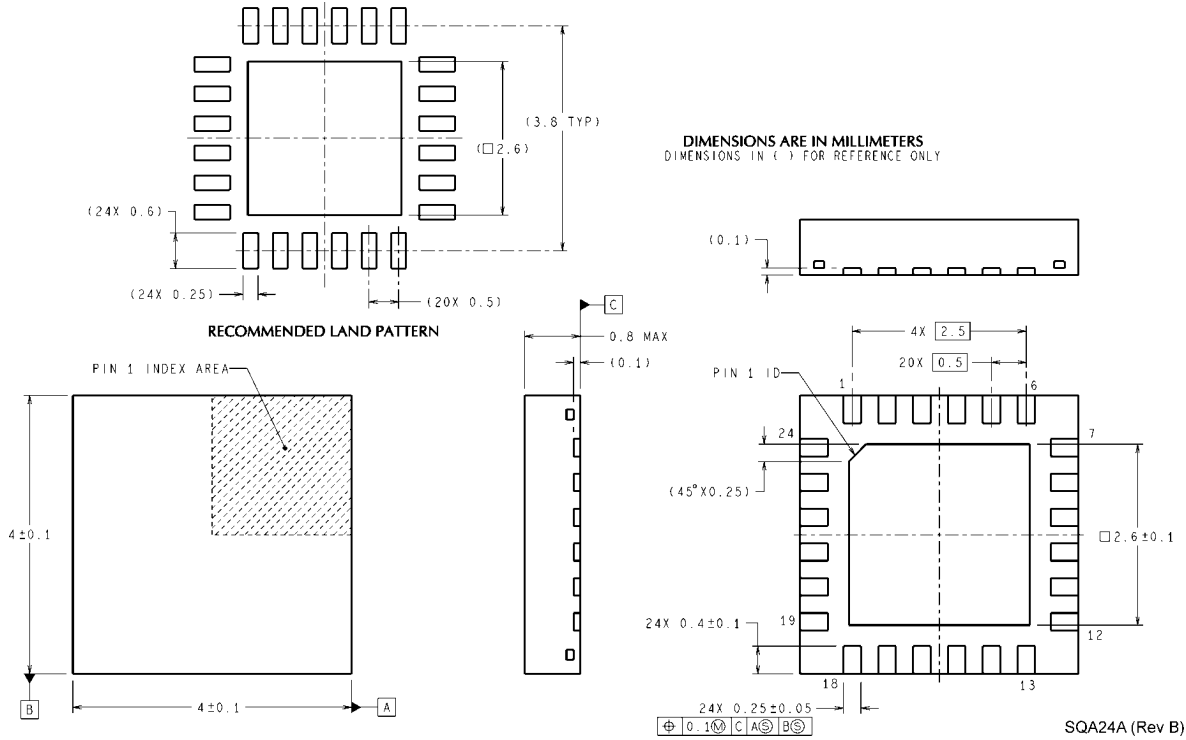 (3.8 TYP)
(□2.6)
(24X 0.6)
(24X 0.25)
(20X 0.5)
RECOMMENDED LAND PATTERN
DIMENSIONS ARE IN MILLIMETERS
DIMENSIONS IN ( ) FOR REFERENCE ONLY
(0.1)
C
0.8 MAX
(0.1)
4X 2.5
20X 0.5
PIN 1 INDEX AREA
PIN 1 ID
1
6
24
7
(45°X0.25)
4±0.1
□2.6±0.1
19
12
24X 0.4±0.1
18
13
B
4±0.1
A
24X 0.25±0.05
⌖ 0.1Ⓜ C AⓈ BⓈ
SQA24A (Rev B)